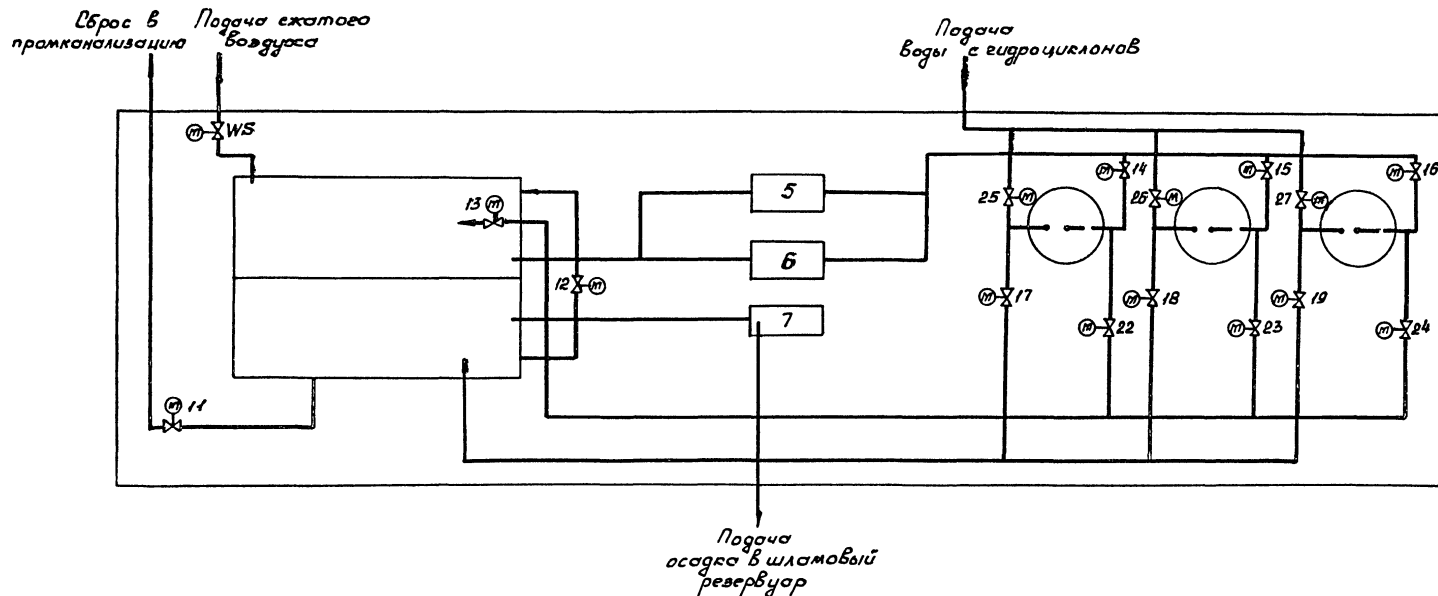 Сброс в
промканализацию
Подача сжатого
воздуха
Подача
воды с гидроциклонов
m WS
m 14
m 15
m 16
13 m
5
25 m
26 m
27 m
6
12 m
m 17
m 18
m 19
7
m 22
m 23
m 24
m 11
Подача
осадка в шламовый
резервуар